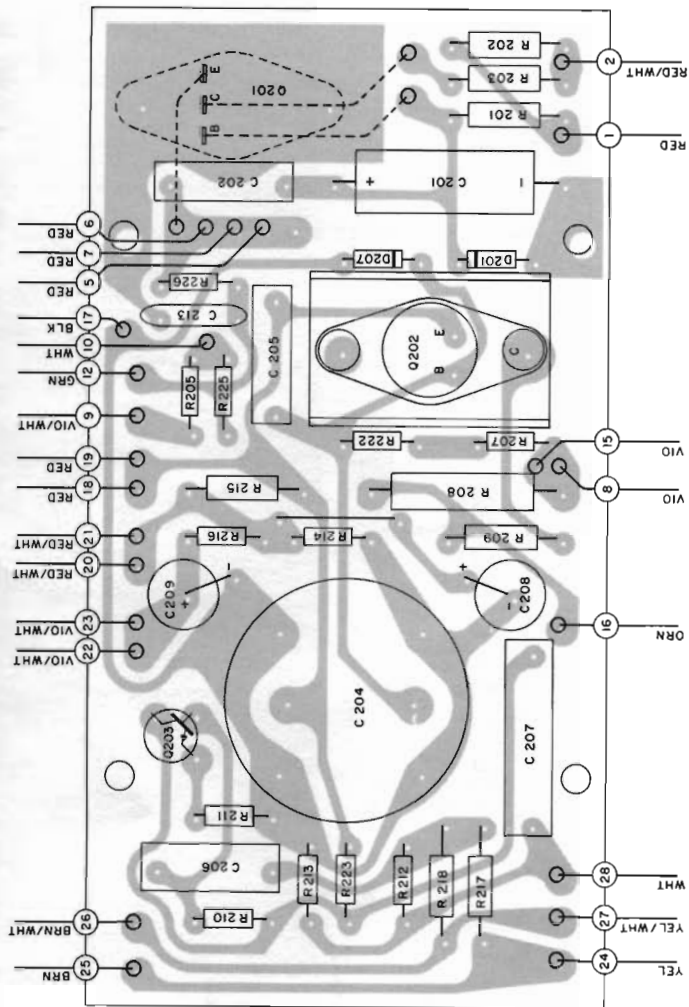 R 202
R 203
R 201
2
RED/WHT
1
RED
E
C
B
Q201
C 202
+
C 201
-
6
RED
7
RED
5
RED
17
BLK
10
WHT
12
GRN
9
VIO/WHT
19
RED
18
RED
21
RED/WHT
20
RED/WHT
23
VIO/WHT
22
VIO/WHT
R226
C 213
D207
D201
C 205
Q202
E
B
C
R205
R225
R222
R207
15
VIO
8
VIO
R 215
R 208
R216
R214
R 209
C209
+
-
C208
+
-
16
ORN
C 204
Q203
C 207
R211
C 206
R213
R223
R212
R218
R217
R210
28
WHT
27
YEL/WHT
24
YEL
26
BRN/WHT
25
BRN